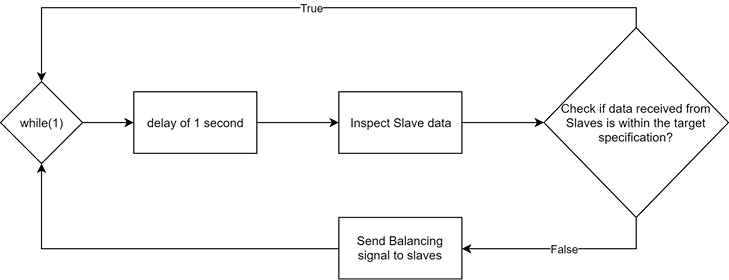 True
while(1)
delay of 1 second
Inspect Slave data
Check if data received from
Slaves is within the target
specification?
Send Balancing
signal to slaves
False